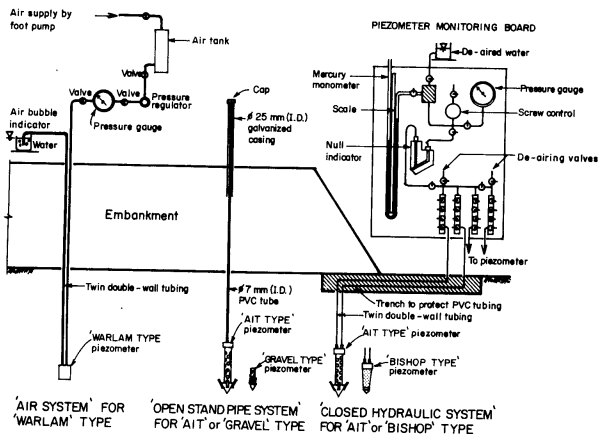 Air supply by
foot pump
Air tank
Valve
Valve
Valve
Pressure
regulator
Air bubble
indicator
Water
Pressure gauge
Cap
ϕ 25 mm (I.D.)
galvanized
casing
Embankment
ϕ 7 mm (I.D.)
PVC tube
Twin double-wall tubing
'WARLAM TYPE'
piezometer
'AIT TYPE'
piezometer
'GRAVEL TYPE'
piezometer
PIEZOMETER MONITORING BOARD
De-aired water
Mercury
manometer
Pressure gauge
Scale
Screw control
Null
indicator
De-airing valves
To piezometer
Trench to protect PVC tubing
Twin double-wall tubing
'AIT TYPE' piezometer
'BISHOP TYPE'
piezometer
'AIR SYSTEM' FOR
'WARLAM' TYPE
'OPEN STAND PIPE SYSTEM'
FOR 'AIT' or 'GRAVEL' TYPE
'CLOSED HYDRAULIC SYSTEM'
FOR 'AIT' or 'BISHOP' TYPE